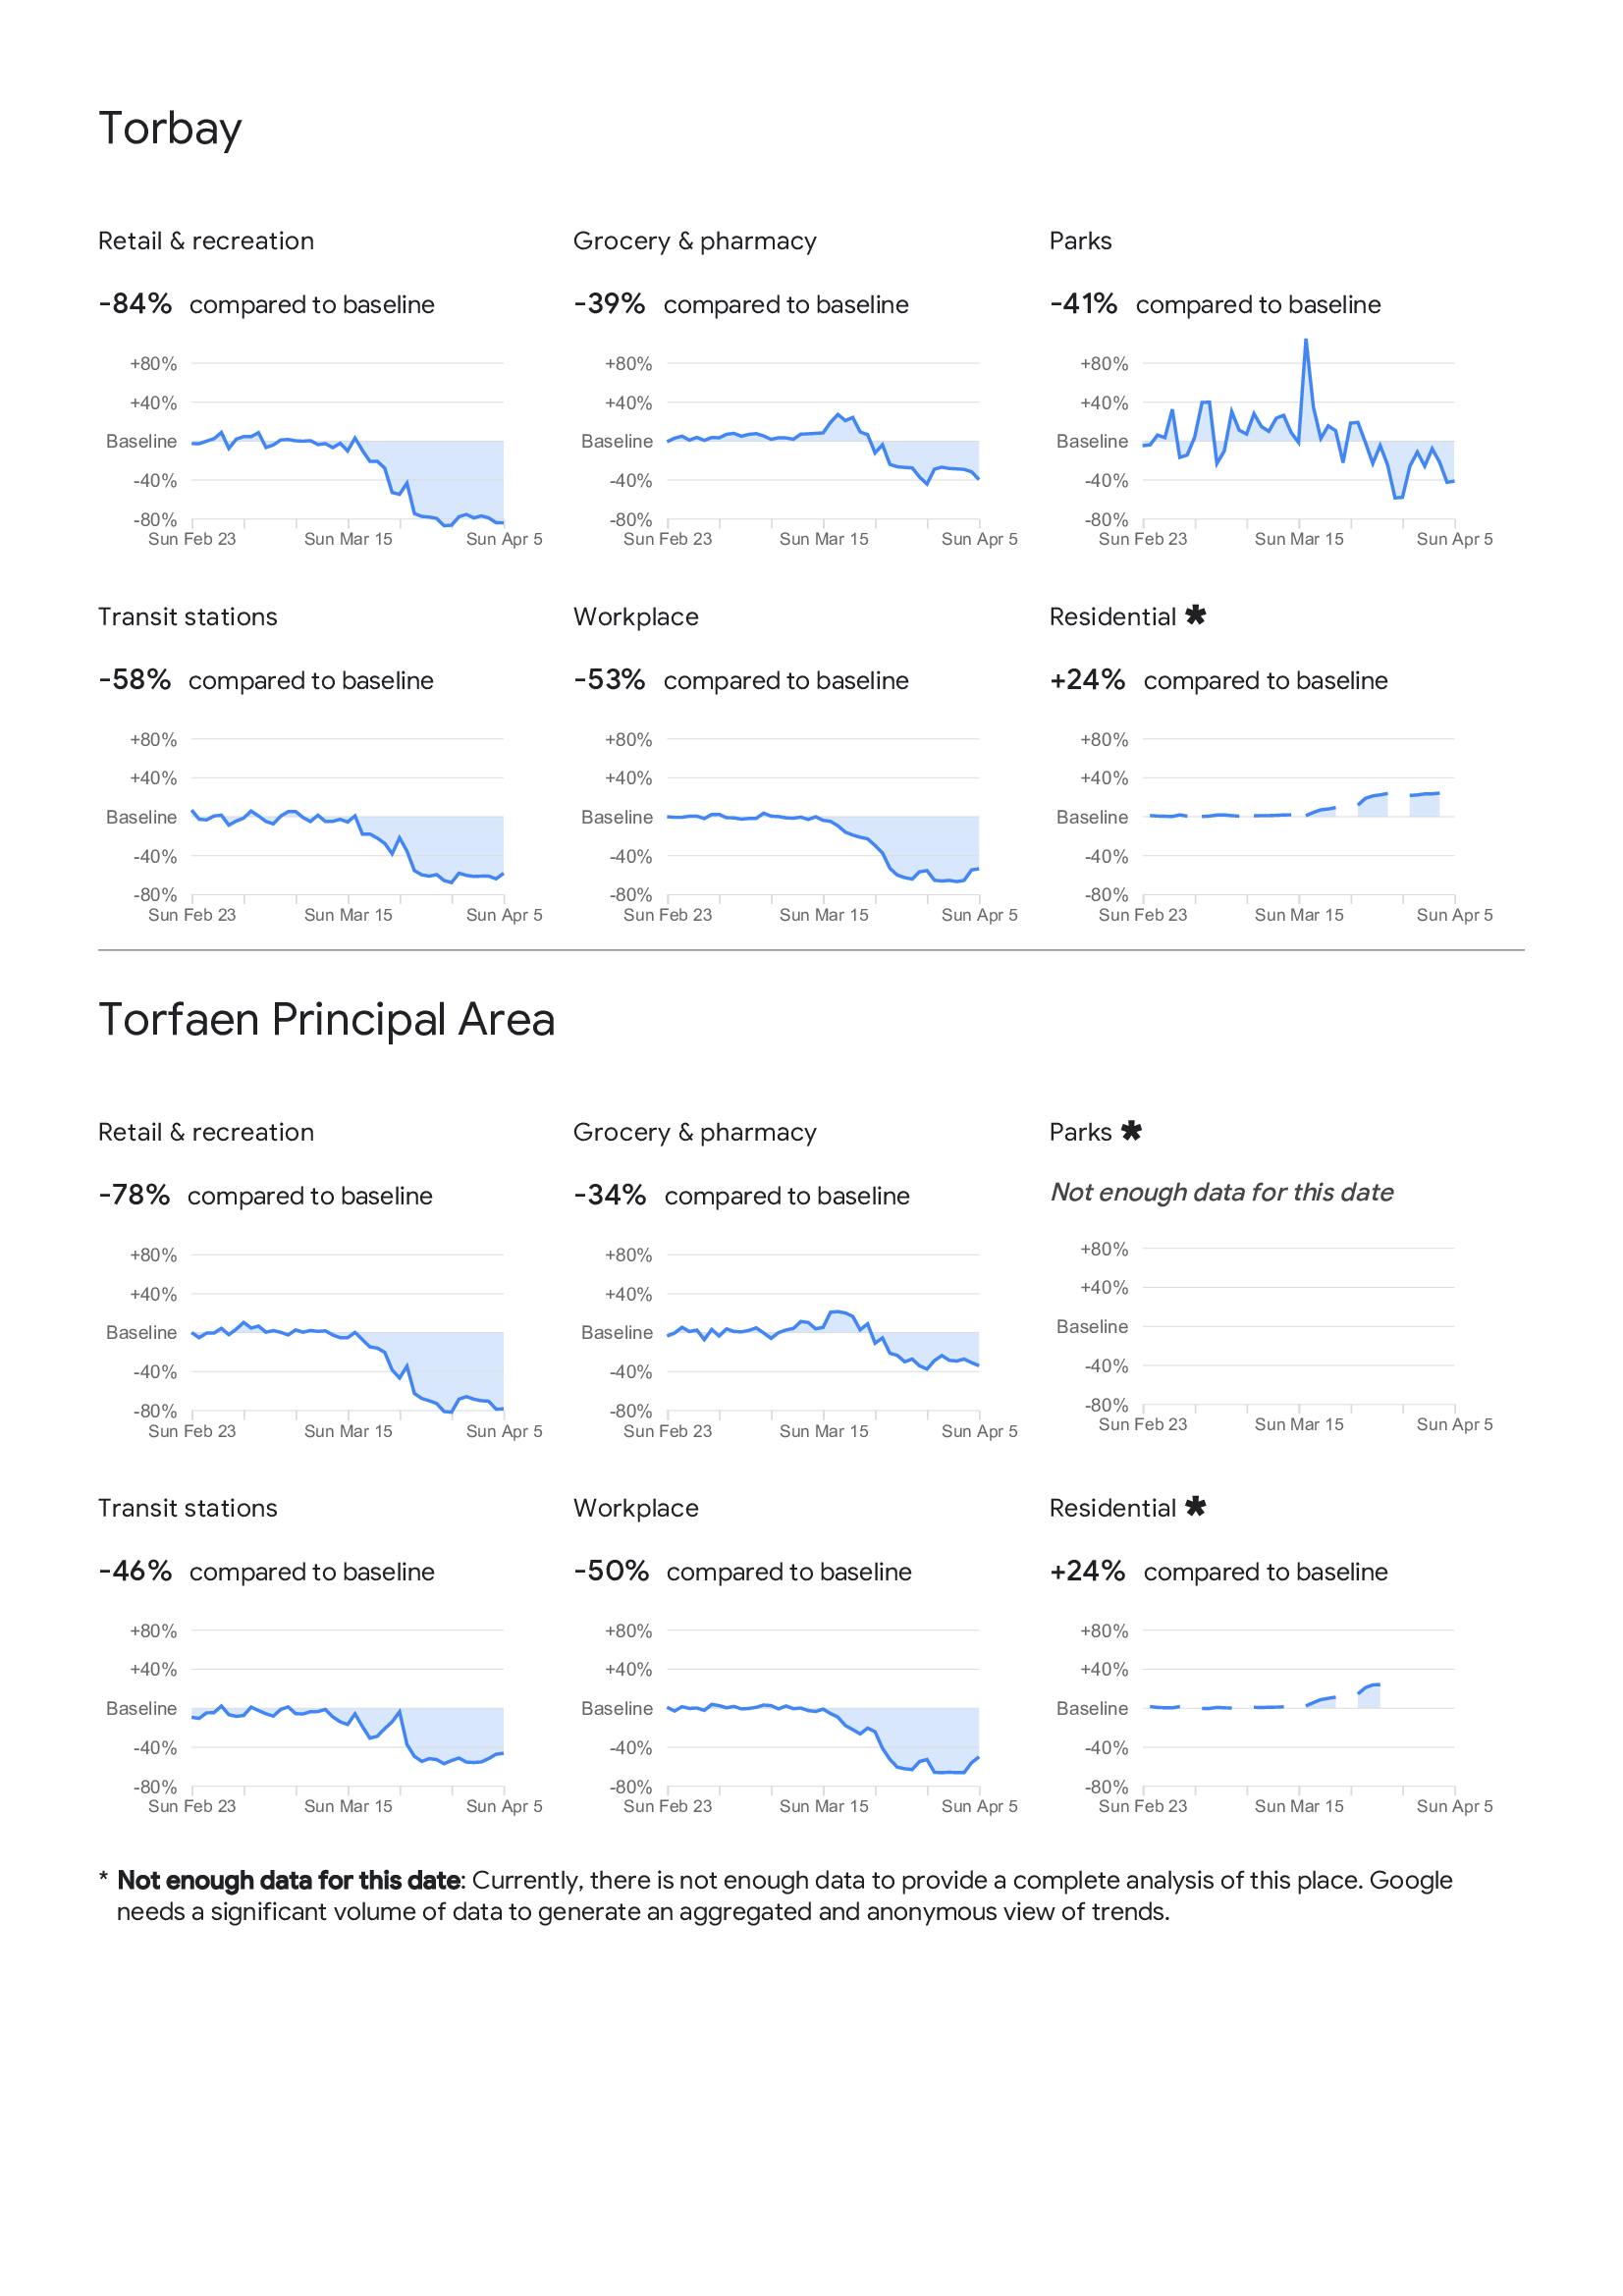 Torbay
Retail & recreation
-84% compared to baseline
+80%
+40%
Baseline
-40%
-80%
Sun Feb 23 Sun Mar 15 Sun Apr 5
Grocery & pharmacy
-39% compared to baseline
+80%
+40%
Baseline
-40%
-80%
Sun Feb 23 Sun Mar 15 Sun Apr 5
Parks
-41% compared to baseline
+80%
+40%
Baseline
-40%
-80%
Sun Feb 23 Sun Mar 15 Sun Apr 5
Transit stations
-58% compared to baseline
+80%
+40%
Baseline
-40%
-80%
Sun Feb 23 Sun Mar 15 Sun Apr 5
Workplace
-53% compared to baseline
+80%
+40%
Baseline
-40%
-80%
Sun Feb 23 Sun Mar 15 Sun Apr 5
Residential *
+24% compared to baseline
+80%
+40%
Baseline
-40%
-80%
Sun Feb 23 Sun Mar 15 Sun Apr 5
Torfaen Principal Area
Retail & recreation
-78% compared to baseline
+80%
+40%
Baseline
-40%
-80%
Sun Feb 23 Sun Mar 15 Sun Apr 5
Grocery & pharmacy
-34% compared to baseline
+80%
+40%
Baseline
-40%
-80%
Sun Feb 23 Sun Mar 15 Sun Apr 5
Parks *
Not enough data for this date
+80%
+40%
Baseline
-40%
-80%
Sun Feb 23 Sun Mar 15 Sun Apr 5
Transit stations
-46% compared to baseline
+80%
+40%
Baseline
-40%
-80%
Sun Feb 23 Sun Mar 15 Sun Apr 5
Workplace
-50% compared to baseline
+80%
+40%
Baseline
-40%
-80%
Sun Feb 23 Sun Mar 15 Sun Apr 5
Residential *
+24% compared to baseline
+80%
+40%
Baseline
-40%
-80%
Sun Feb 23 Sun Mar 15 Sun Apr 5
* Not enough data for this date: Currently, there is not enough data to provide a complete analysis of this place. Google
needs a significant volume of data to generate an aggregated and anonymous view of trends.